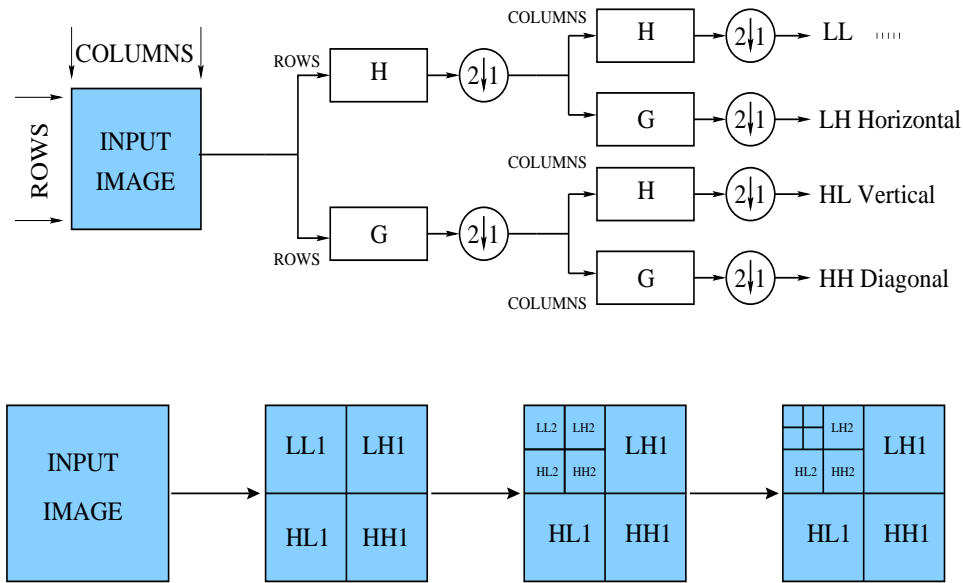 COLUMNS
ROWS
INPUT
IMAGE
ROWS
H
2↓1
COLUMNS
H
2↓1
LL
G
2↓1
LH Horizontal
COLUMNS
ROWS
G
2↓1
H
2↓1
HL Vertical
G
2↓1
HH Diagonal
COLUMNS
INPUT
IMAGE
LL1 LH1
HL1 HH1
LL2 LH2
LH1
HL2 HH2
HL1 HH1
LH2
LH1
HL2 HH2
HL1 HH1